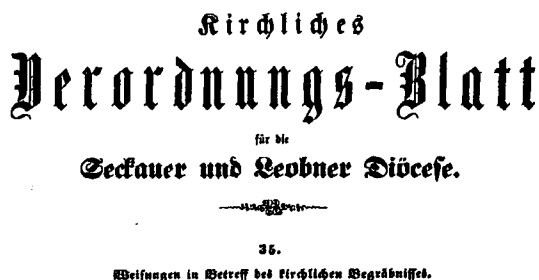 Kirchliches
Verordnungs-Blatt
für die
Seckauer und Leobner Diöcese.
35.
Weisungen in Betreff des kirchlichen Begräbnisses.